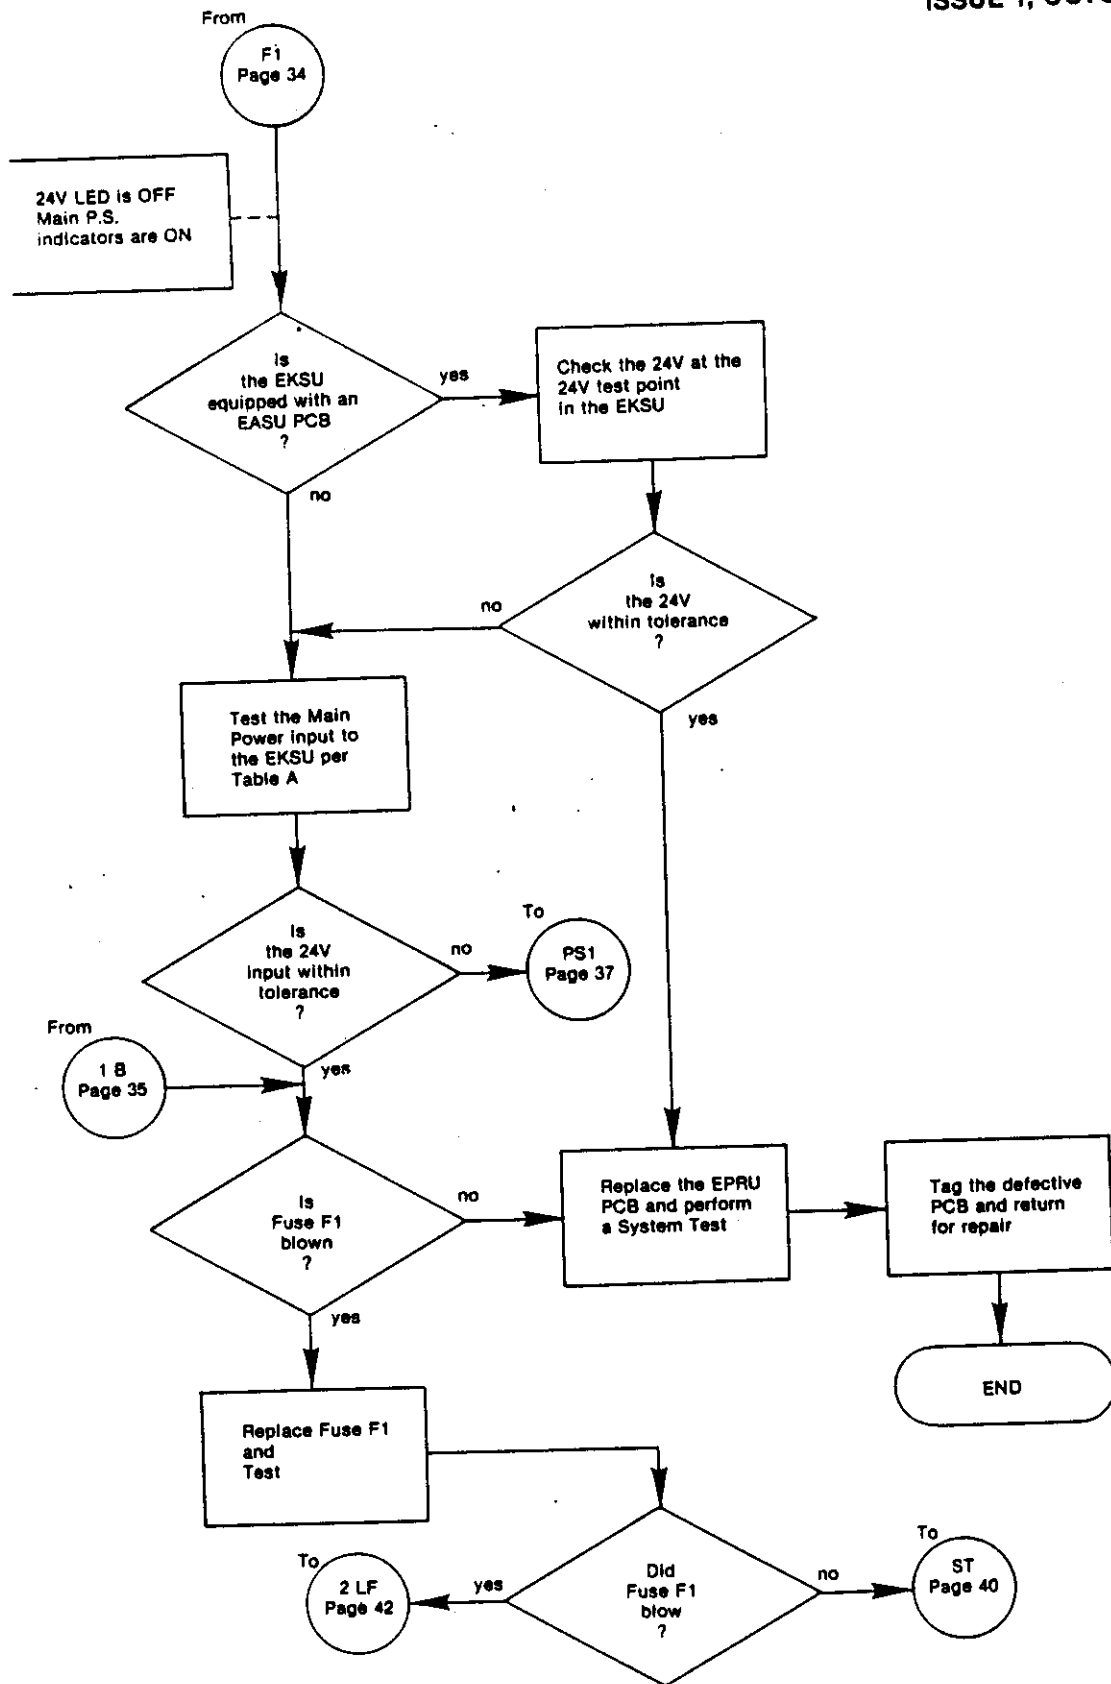 From
F1
Page 34
24V LED is OFF
Main P.S.
indicators are ON
Is
the EKSU
equipped with an
EASU PCB
?
yes
Check the 24V at the
24V test point
in the EKSU
no
Is
the 24V
within tolerance
?
no
yes
Test the Main
Power input to
the EKSU per
Table A
Is
the 24V
input within
tolerance
?
no
To
PS1
Page 37
yes
From
1 B
Page 35
Is
Fuse F1
blown
?
no
Replace the EPRU
PCB and perform
a System Test
Tag the defective
PCB and return
for repair
END
yes
Replace Fuse F1
and
Test
Did
Fuse F1
blow
?
yes
To
2 LF
Page 42
no
To
ST
Page 40